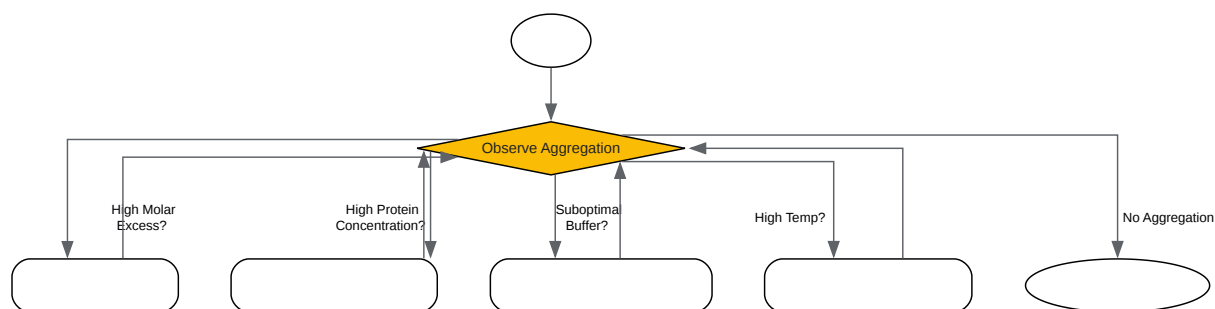 Observe Aggregation
High Molar
Excess?
High Protein
Concentration?
Suboptimal
Buffer?
High Temp?
No Aggregation